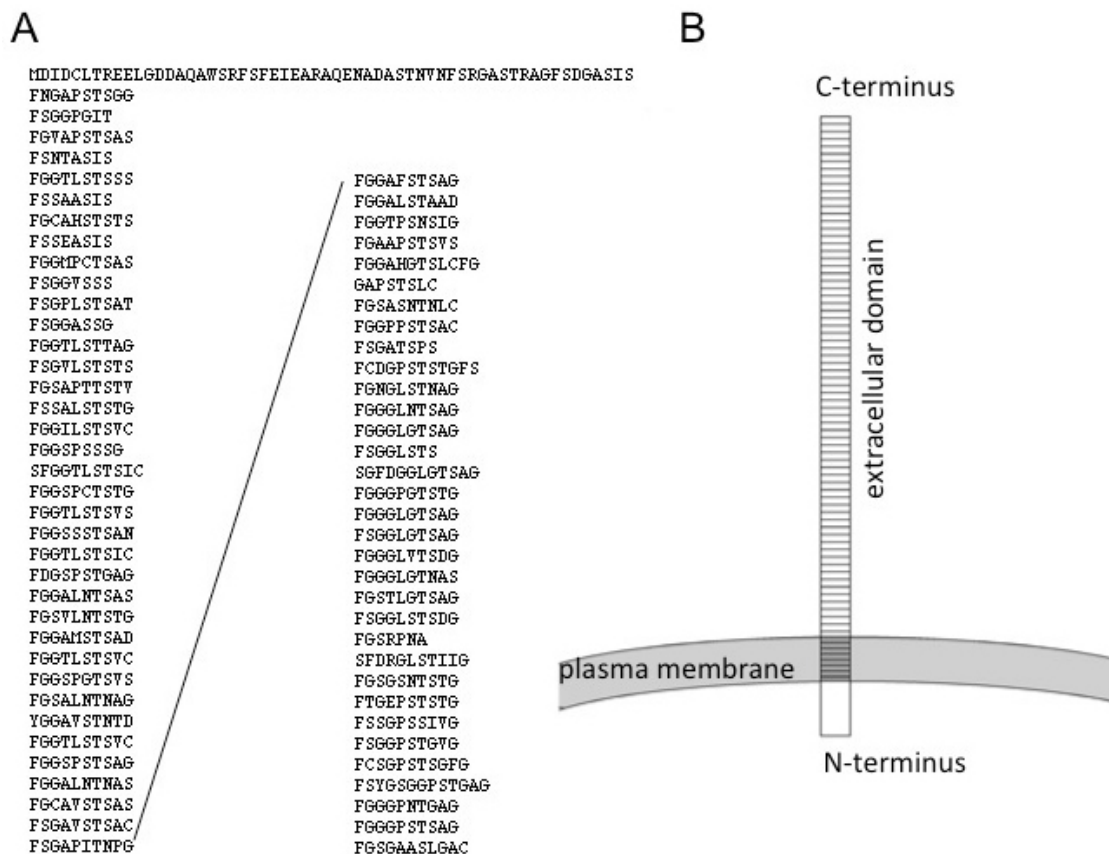 A
MDIDCLTREELGDDAQAWSRFSFEIEARAQENADASTNVNFSRGASTRAGFSDGASIS
FNGAPSTSGG
FSGGPGIT
FGVAPSTSAS
FSNTASIS
FGGTLSTSSS
FSSAASIS
FGCAHSTSTS
FSSEASIS
FGGMPCTSAS
FSGGVSSS
FSGPLSTSAT
FSGGASSG
FGGTLSTTAG
FSGVLSTSTS
FGSAPTTSTV
FSSALSTSTG
FGGILSTSVC
FGGSPSSSG
SFGGTLSTSIC
FGGSPCTSTG
FGGTLSTSVS
FGGSSSTSAN
FGGTLSTSIC
FDGSPSTGAG
FGGALNTSAS
FGSVLNTSTG
FGGAMSTSAD
FGGTLSTSVC
FGGSPGTSVS
FGSALNTNAG
YGGAVSTNTD
FGGTLSTSVC
FGGSPSTSAG
FGGALNTNAS
FGCAVSTSAS
FSGAVSTSAC
FSGAPITNPG
FGGAFSTSAG
FGGALSTAAD
FGGTPSNSIG
FGAAPSTSVS
FGGAHGTSLCFG
GAPSTSLC
FGSASNTNLC
FGGPPSTSAC
FSGATSPS
FCDGPSTSTGFS
FGNGLSTNAG
FGGGLNTSAG
FGGGLGTSAG
FSGGLSTS
SGFDGGLGTSAG
FGGGPGTSTG
FGGGLGTSAG
FSGGLGTSAG
FGGGLVTSDG
FGGGLGTNAS
FGSTLGTSAG
FSGGLSTSDG
FGSRPNA
SFDRGLSTIIG
FGSGSNTSTG
FTGEPSTSTG
FSSGPSSIVG
FSGGPSTGVG
FCSGPSTSGFG
FSYGSGGPSTGAG
FGGGPNTGAG
FGGGPSTSAG
FGSGAASLGAC
B
C-terminus
extracellular domain
plasma membrane
N-terminus